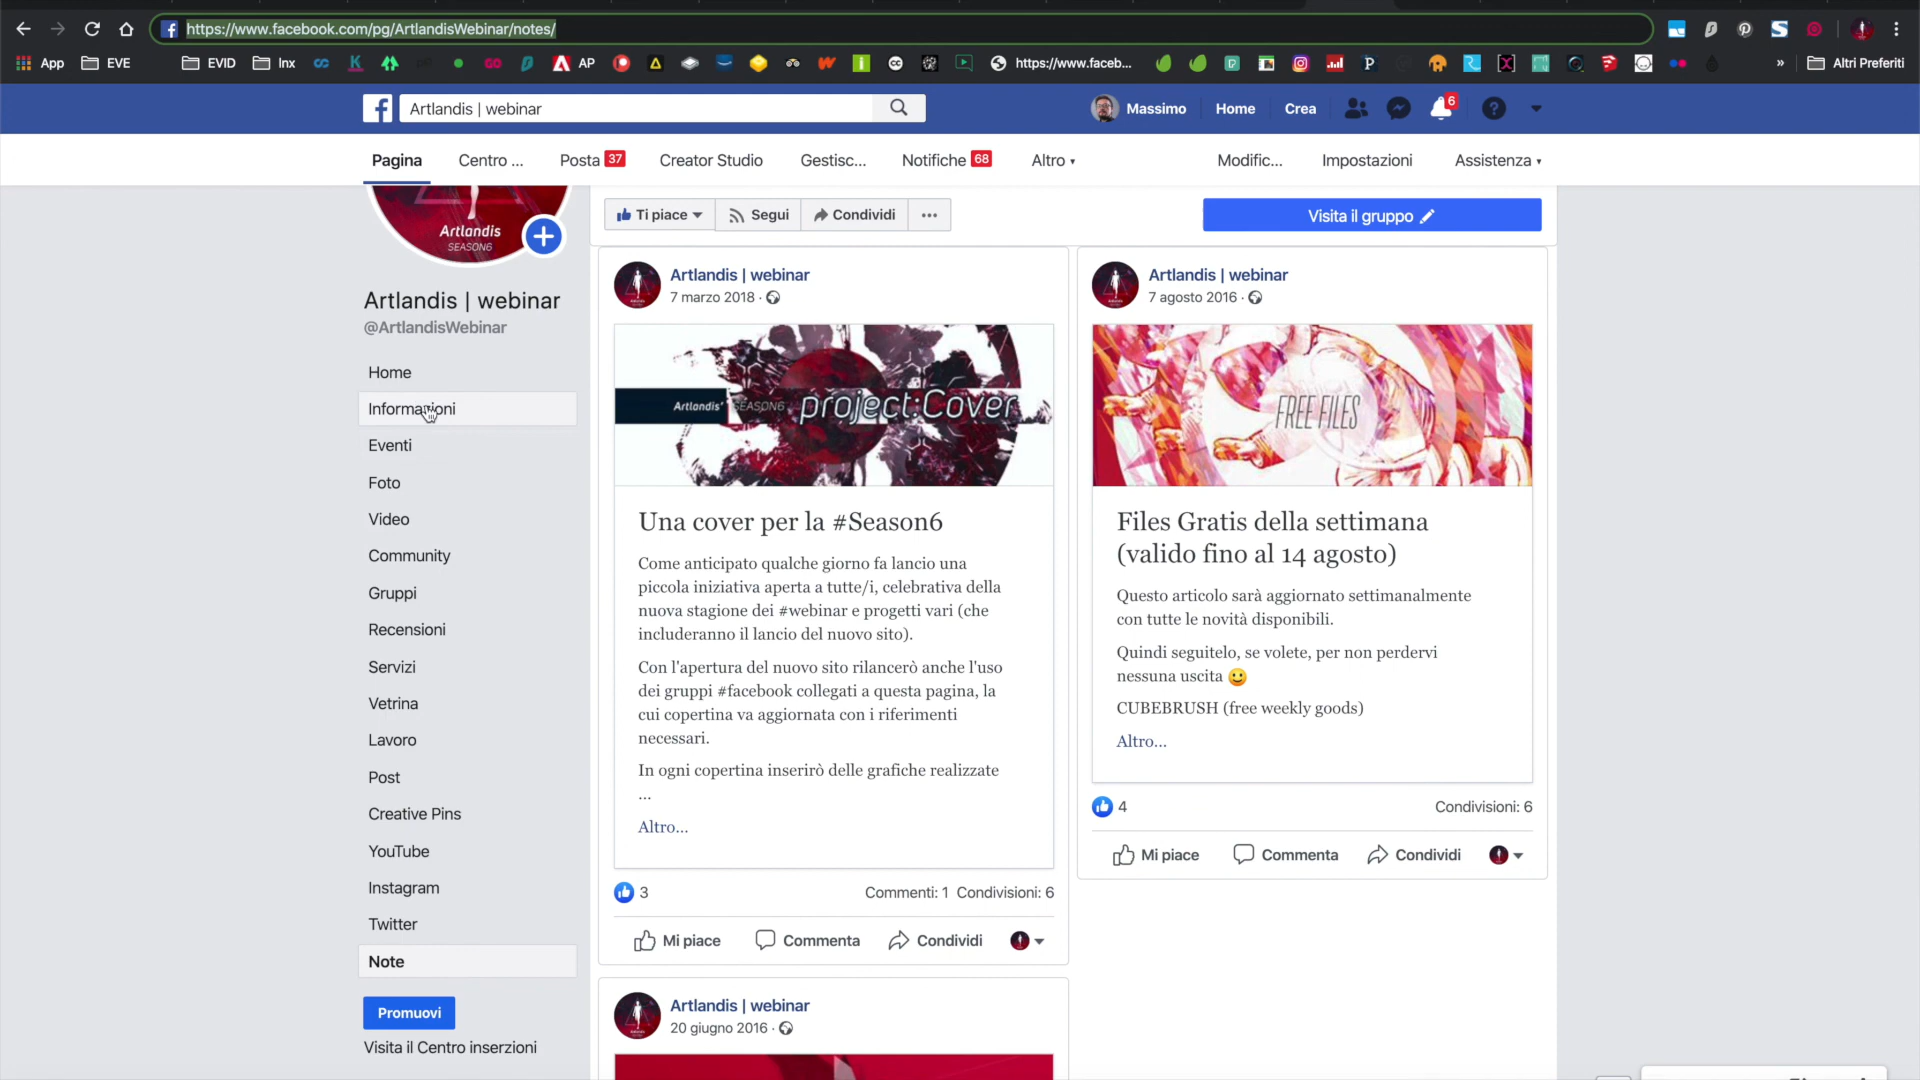 https://www.facebook.com/pg/ArtlandisWebinar/notes/
App
EVE
EVID
Inx
AP
https://www.faceb...
»
Altri Preferiti
Artlandis | webinar
Massimo
Home
Crea
6
Pagina
Centro ...
Posta 37
Creator Studio
Gestisc...
Notifiche 68
Altro
Modific...
Impostazioni
Assistenza
Artlandis
SEASON6
Artlandis | webinar
@ArtlandisWebinar
Home
Informazioni
Eventi
Foto
Video
Community
Gruppi
Recensioni
Servizi
Vetrina
Lavoro
Post
Creative Pins
YouTube
Instagram
Twitter
Note
Promuovi
Visita il Centro inserzioni
Ti piace
Segui
Condividi
...
Visita il gruppo
Artlandis | webinar
7 marzo 2018 ·
Artlandis' SEASON6 project:Cover
Una cover per la #Season6
Come anticipato qualche giorno fa lancio una
piccola iniziativa aperta a tutte/i, celebrativa della
nuova stagione dei #webinar e progetti vari (che
includeranno il lancio del nuovo sito).
Con l'apertura del nuovo sito rilancerò anche l'uso
dei gruppi #facebook collegati a questa pagina, la
cui copertina va aggiornata con i riferimenti
necessari.
In ogni copertina inserirò delle grafiche realizzate
...
Altro...
3
Commenti: 1 Condivisioni: 6
Mi piace
Commenta
Condividi
Artlandis | webinar
20 giugno 2016 ·
Artlandis | webinar
7 agosto 2016 ·
FREE FILES
Files Gratis della settimana
(valido fino al 14 agosto)
Questo articolo sarà aggiornato settimanalmente
con tutte le novità disponibili.
Quindi seguitelo, se volete, per non perdervi
nessuna uscita 🙂
CUBEBRUSH (free weekly goods)
Altro...
4
Condivisioni: 6
Mi piace
Commenta
Condividi